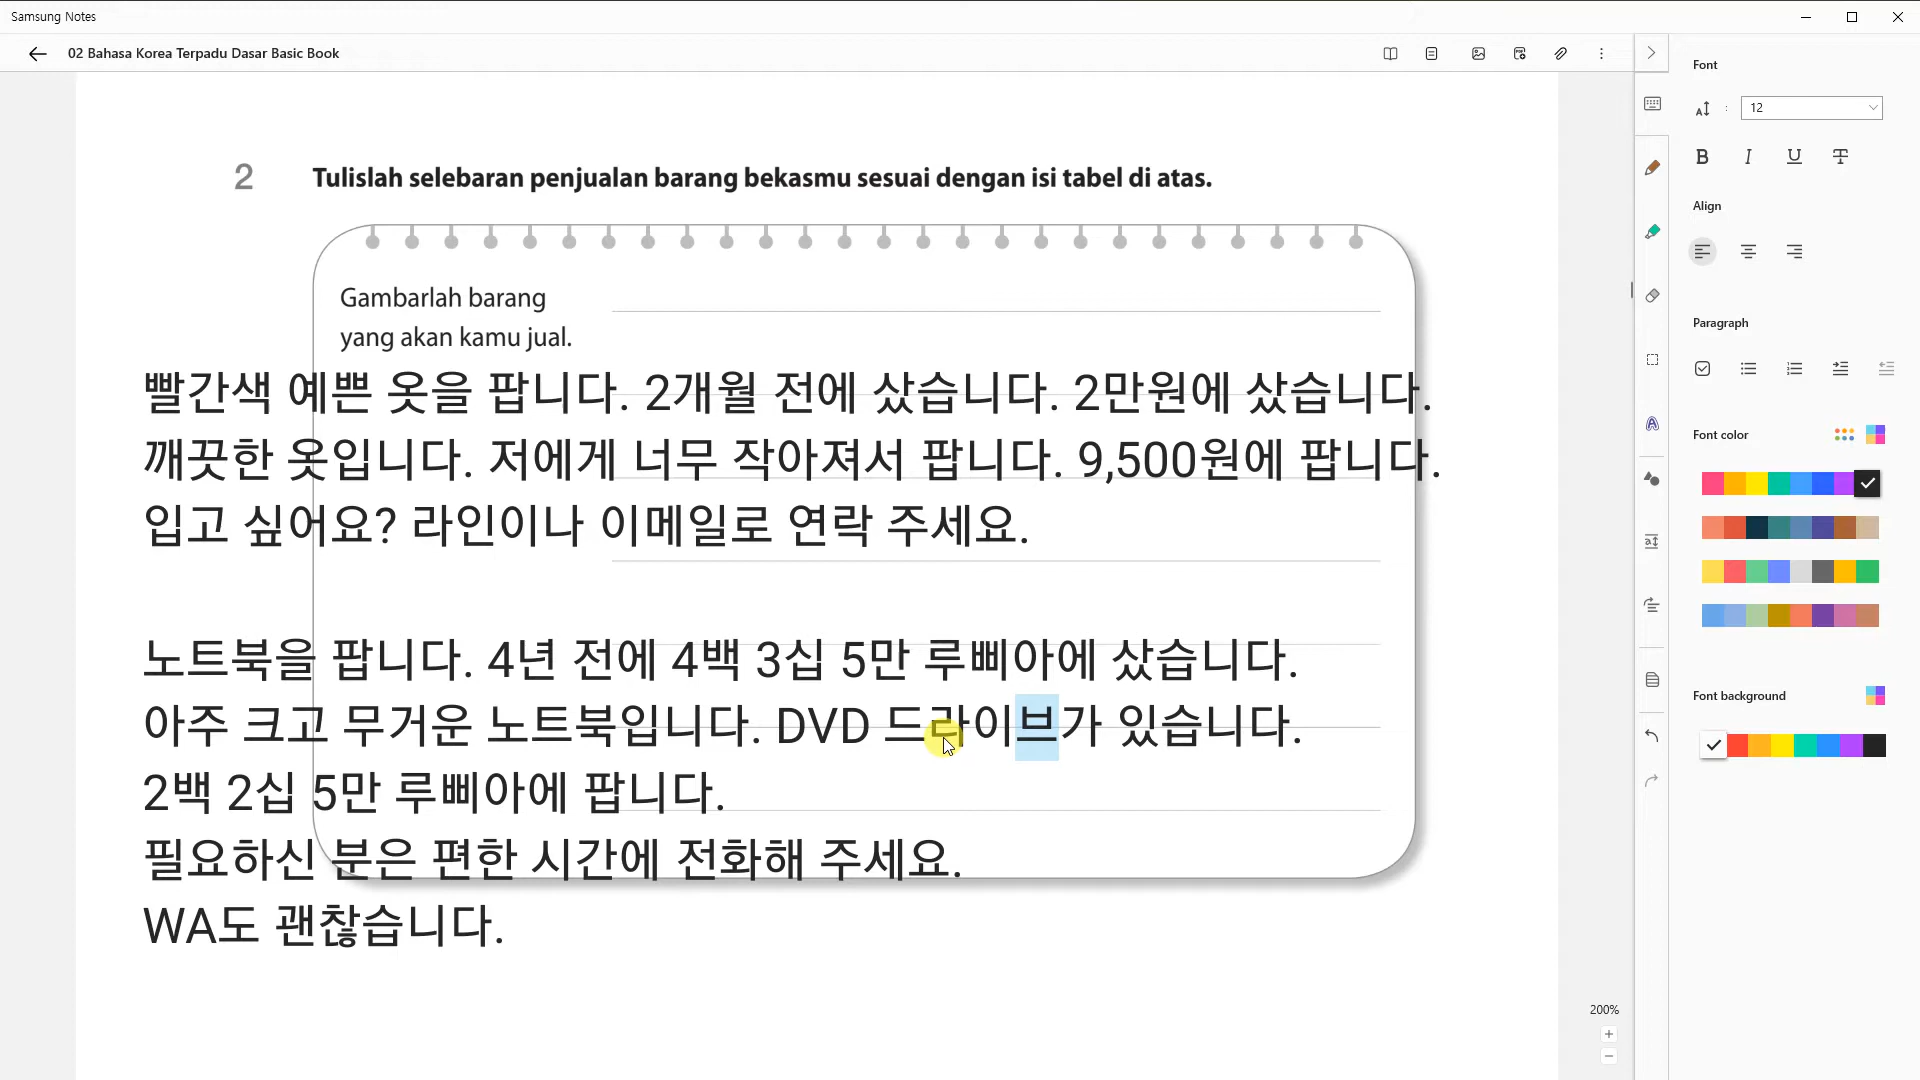 Samsung Notes
02 Bahasa Korea Terpadu Dasar Basic Book
2 Tulislah selebaran penjualan barang bekasmu sesuai dengan isi tabel di atas.
Gambarlah barang
yang akan kamu jual.
빨간색 예쁜 옷을 팝니다. 2개월 전에 샀습니다. 2만원에 샀습니다.
깨끗한 옷입니다. 저에게 너무 작아져서 팝니다. 9,500원에 팝니다.
입고 싶어요? 라인이나 이메일로 연락 주세요.
노트북을 팝니다. 4년 전에 4백 3십 5만 루삐아에 샀습니다.
아주 크고 무거운 노트북입니다. DVD 드라이브가 있습니다.
2백 2십 5만 루삐아에 팝니다.
필요하신 분은 편한 시간에 전화해 주세요.
WA도 괜찮습니다.
200%
Font
: 12
B I U T
Align
Paragraph
Font color
Font background